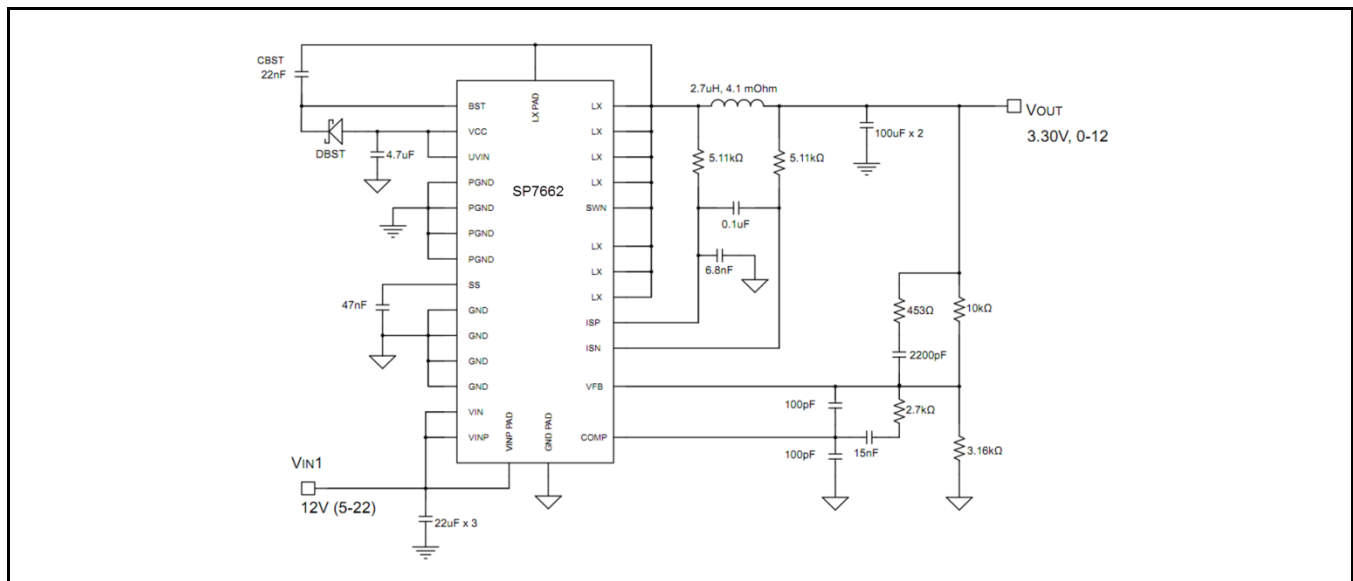 CBST
22nF
BST
LX PAD
LX
2.7uH, 4.1 mOhm
VOUT
3.30V, 0-12
DBST
4.7uF
VCC
LX
100uF x 2
UVIN
LX
5.11kΩ
5.11kΩ
PGND
SP7662
LX
PGND
SWN
0.1uF
PGND
LX
PGND
LX
6.8nF
SS
LX
47nF
GND
ISP
453Ω
10kΩ
GND
ISN
GND
2200pF
GND
VFB
VIN
100pF
2.7kΩ
VINP
VINP PAD
GND PAD
COMP
100pF
15nF
3.16kΩ
VIN1
12V (5-22)
22uF x 3